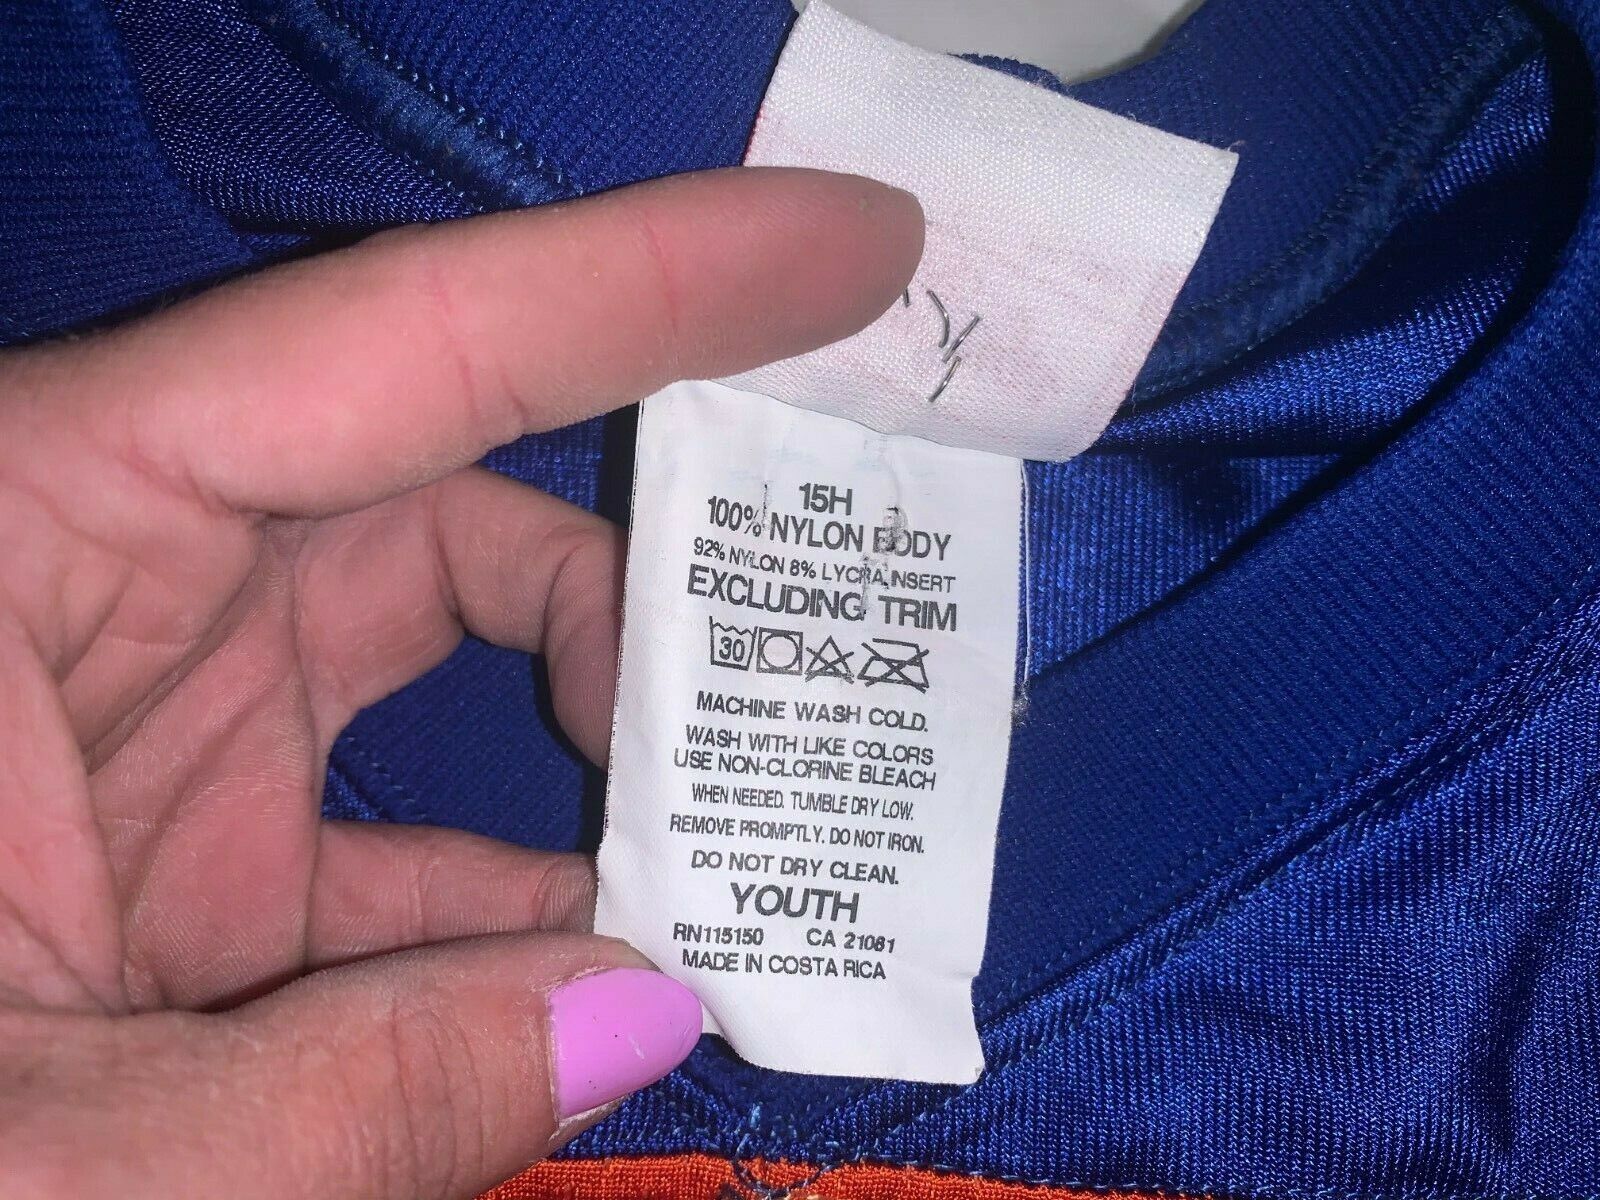 15H
100% NYLON BODY
92% NYLON 8% LYCRA INSERT
EXCLUDING TRIM
30
MACHINE WASH COLD.
WASH WITH LIKE COLORS
USE NON-CLORINE BLEACH
WHEN NEEDED. TUMBLE DRY LOW.
REMOVE PROMPTLY. DO NOT IRON.
DO NOT DRY CLEAN.
YOUTH
RN115150 CA 21081
MADE IN COSTA RICA